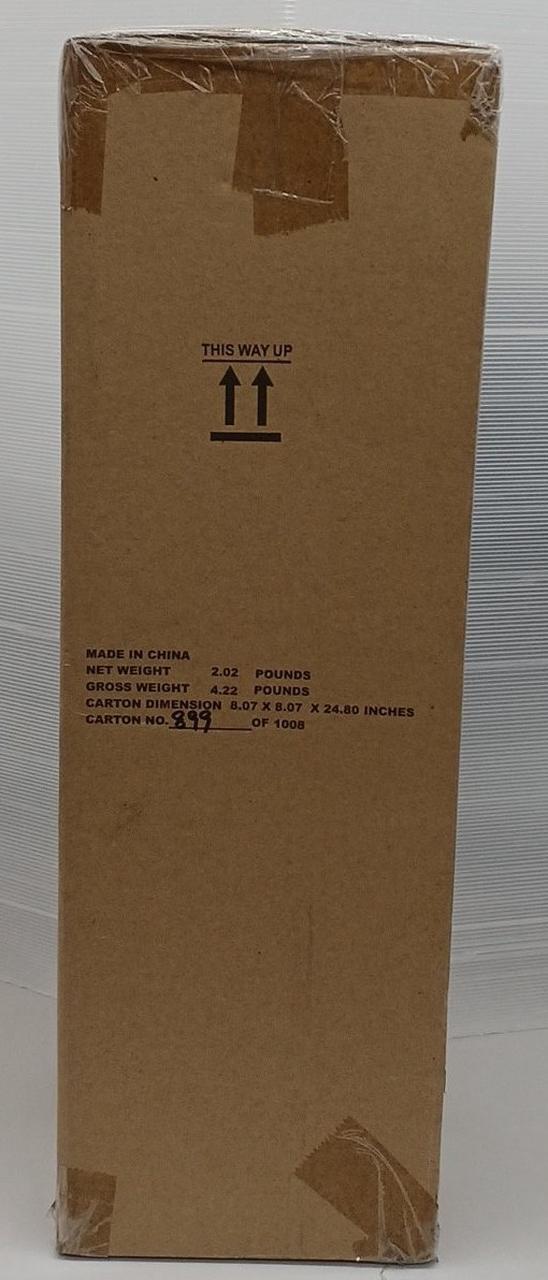 THIS WAY UP
MADE IN CHINA
NET WEIGHT 2.02 POUNDS
GROSS WEIGHT 4.22 POUNDS
CARTON DIMENSION 8.07 X 8.07 X 24.80 INCHES
CARTON NO. 899 OF 1008